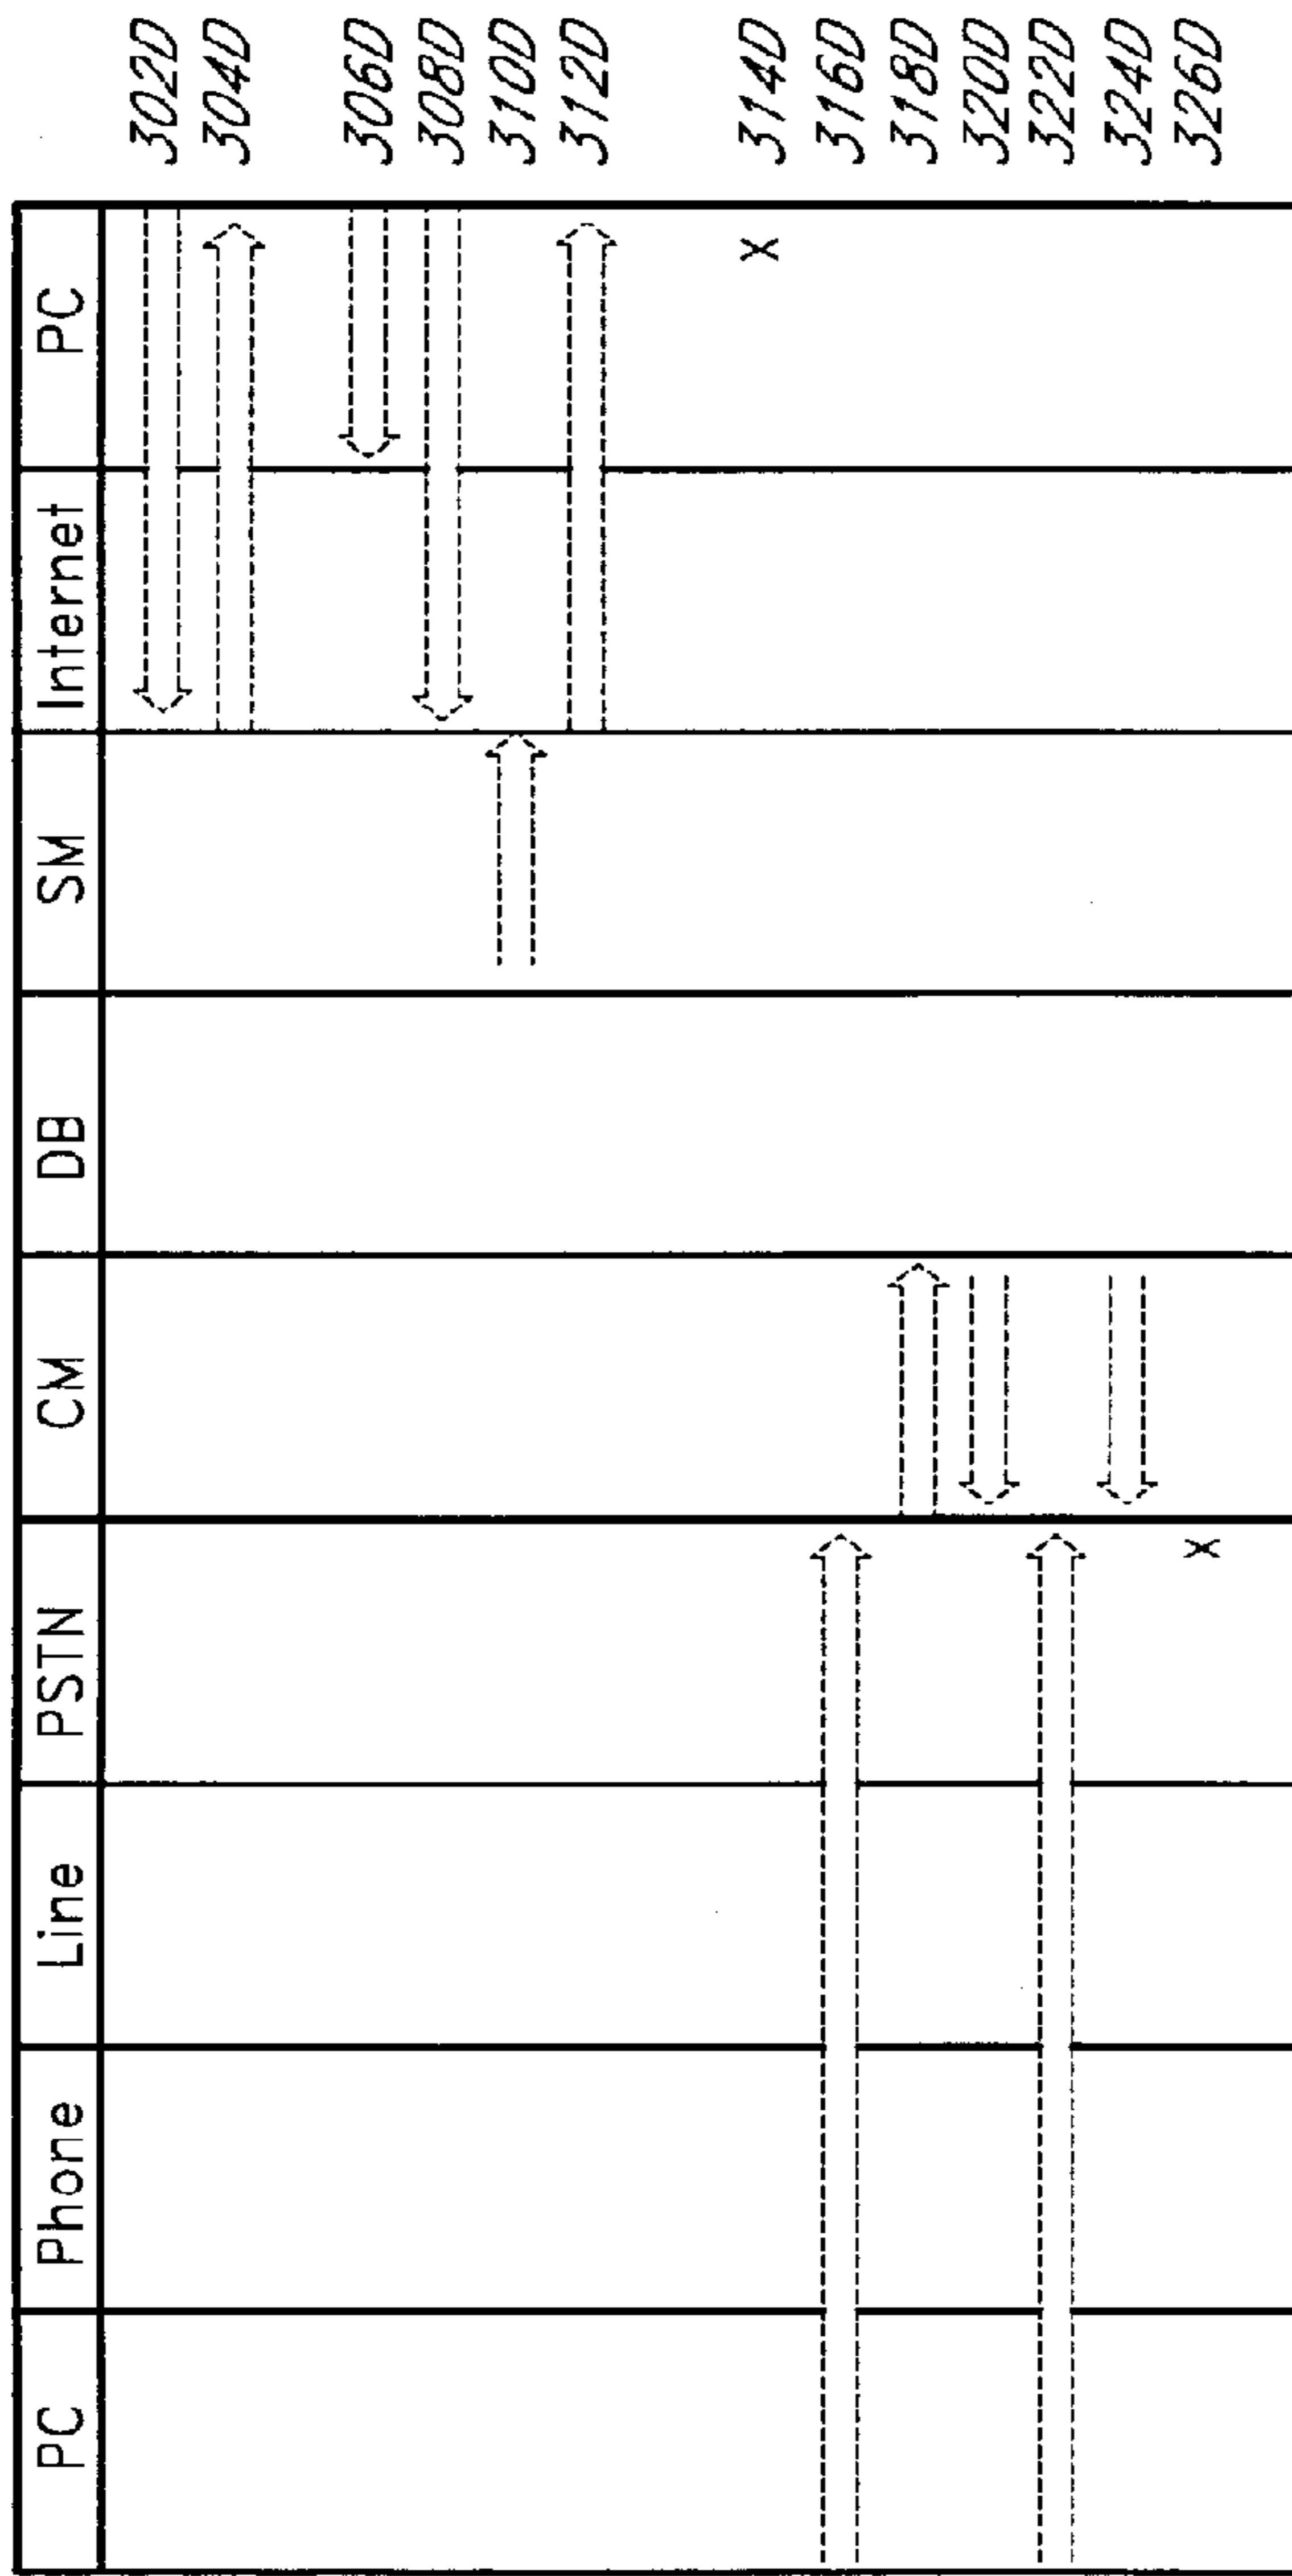 PC Phone Line PSTN CM DB SM Internet PC
302D
304D
306D
308D
310D
312D
X 314D
316D
318D
320D
322D
324D
X 326D